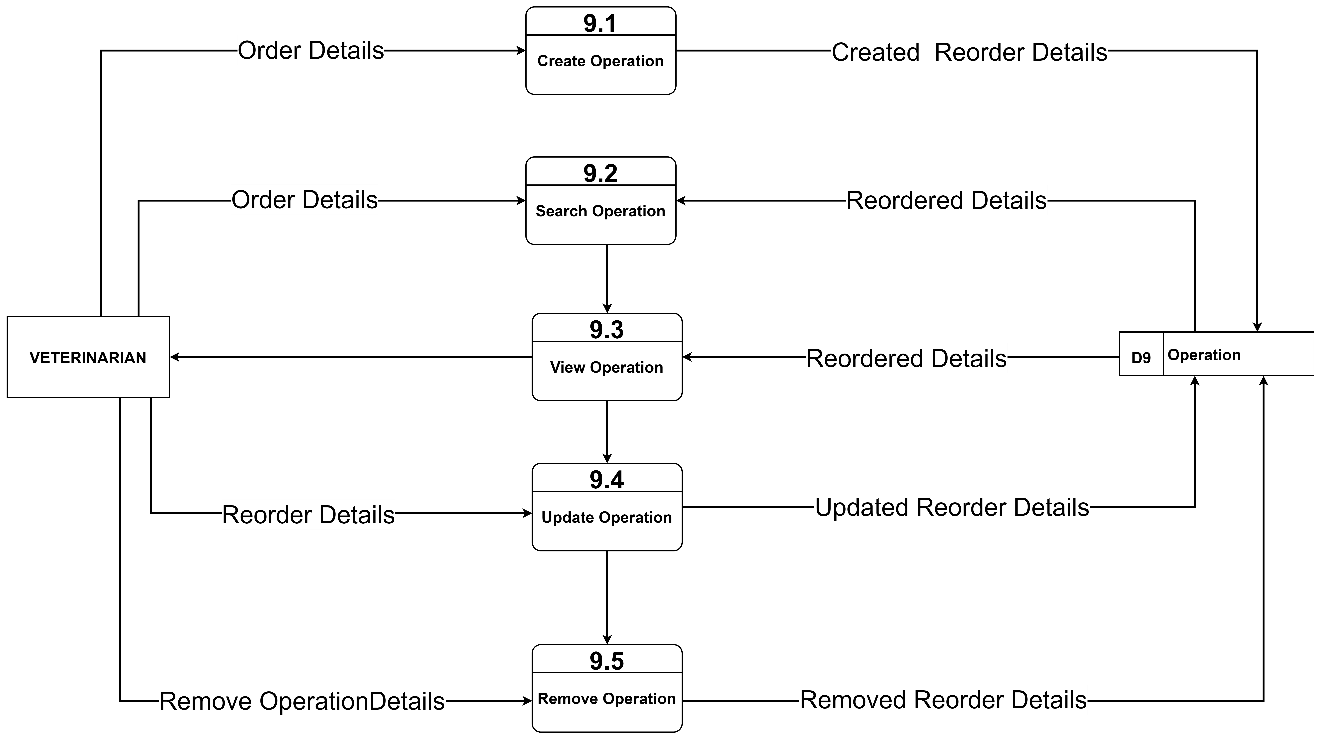 9.1
Order Details
Create Operation
Created  Reorder Details
9.2
Order Details
Search Operation
Reordered Details
9.3
VETERINARIAN
View Operation
Reordered Details
D9
Operation
9.4
Reorder Details
Update Operation
Updated Reorder Details
9.5
Remove OperationDetails
Remove Operation
Removed Reorder Details